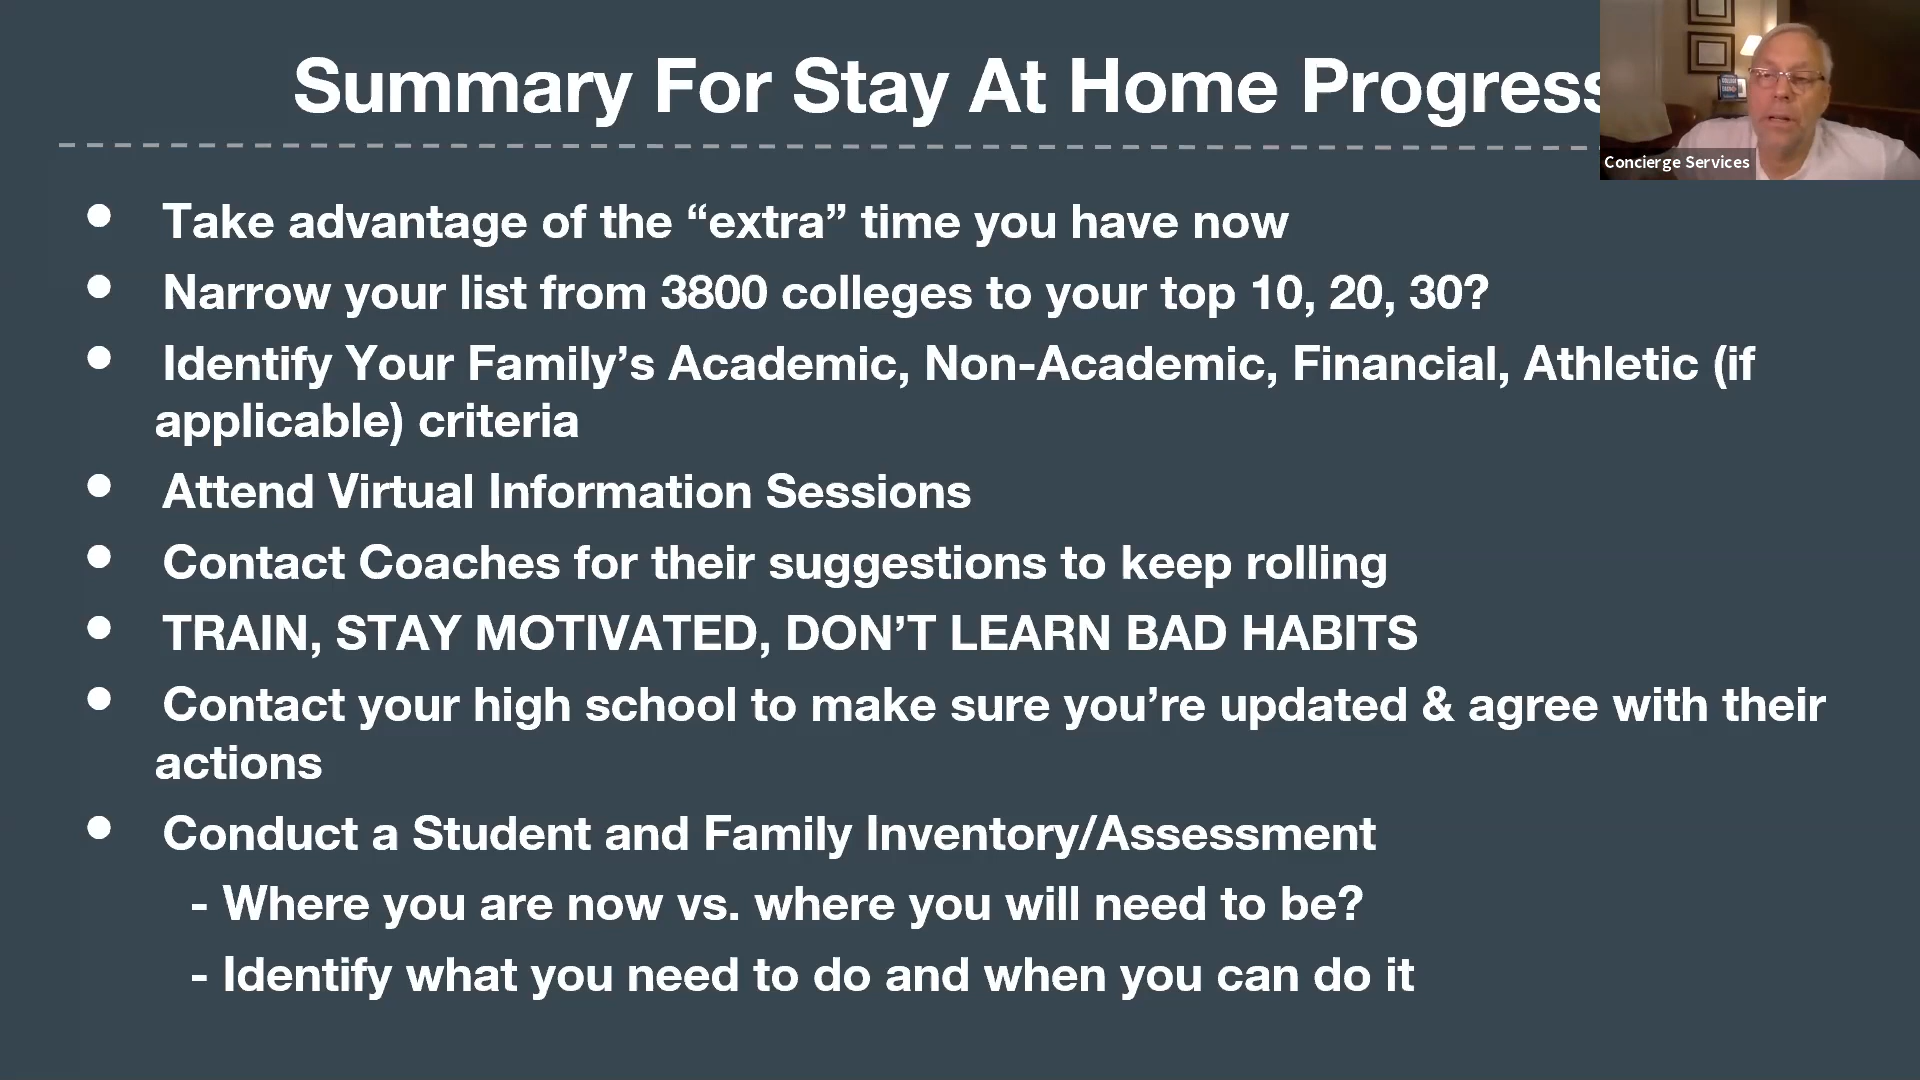 Summary For Stay At Home Progress
Concierge Services
● Take advantage of the “extra” time you have now
● Narrow your list from 3800 colleges to your top 10, 20, 30?
● Identify Your Family’s Academic, Non-Academic, Financial, Athletic (if
applicable) criteria
● Attend Virtual Information Sessions
● Contact Coaches for their suggestions to keep rolling
● TRAIN, STAY MOTIVATED, DON’T LEARN BAD HABITS
● Contact your high school to make sure you’re updated & agree with their
actions
● Conduct a Student and Family Inventory/Assessment
- Where you are now vs. where you will need to be?
- Identify what you need to do and when you can do it